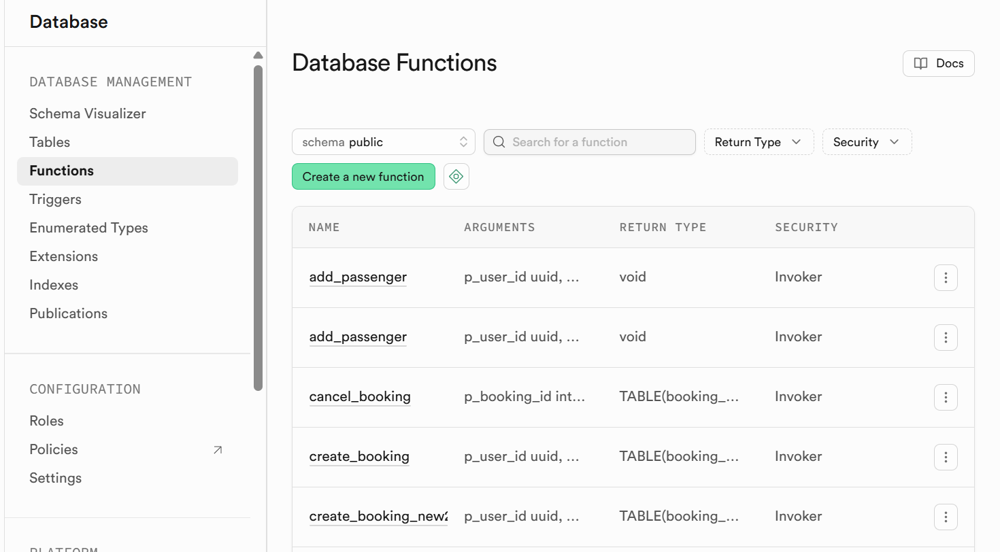 Database
DATABASE MANAGEMENT
Schema Visualizer
Tables
Functions
Triggers
Enumerated Types
Extensions
Indexes
Publications
CONFIGURATION
Roles
Policies
Settings
PLATFORM
Database Functions
Docs
schema public
Search for a function
Return Type
Security
Create a new function
NAME ARGUMENTS RETURN TYPE SECURITY
add_passenger p_user_id uuid, ... void Invoker
add_passenger p_user_id uuid, ... void Invoker
cancel_booking p_booking_id int... TABLE(booking_... Invoker
create_booking p_user_id uuid, ... TABLE(booking_... Invoker
create_booking_new2 p_user_id uuid, ... TABLE(booking_... Invoker